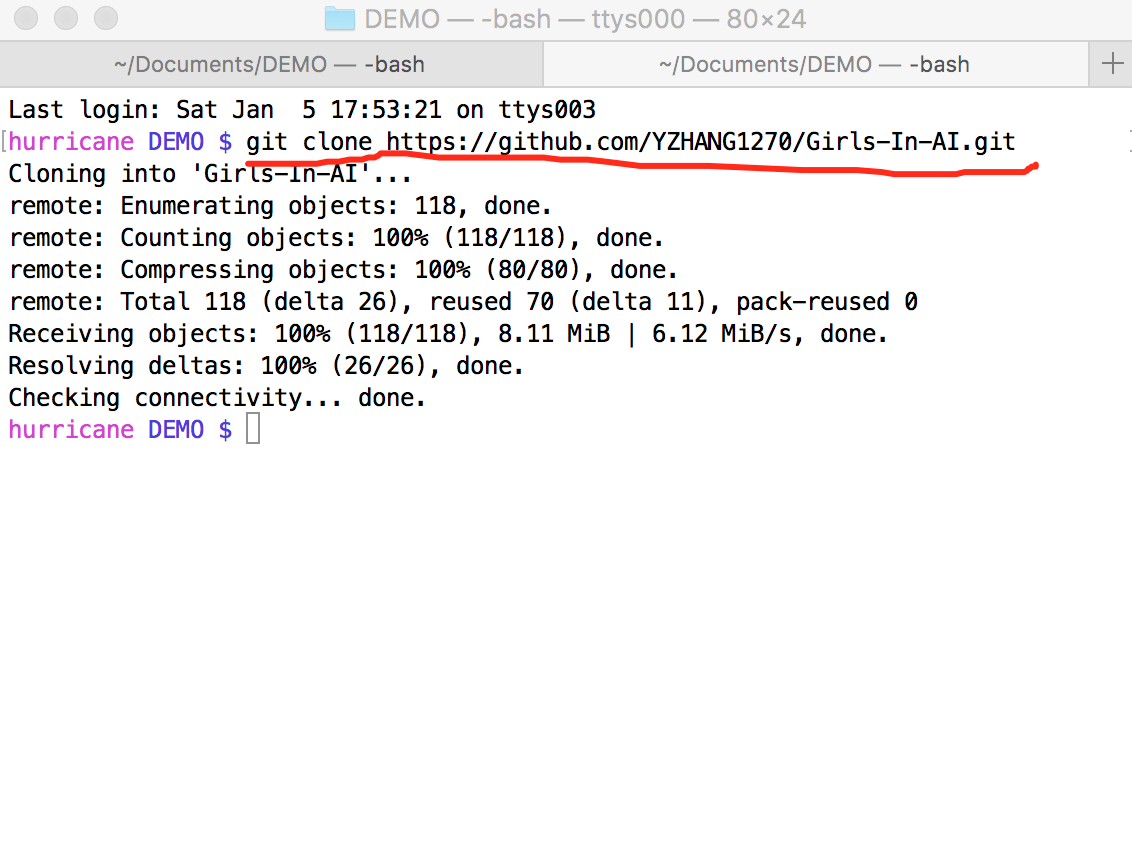 DEMO — -bash — ttys000 — 80×24
~/Documents/DEMO — -bash ~/Documents/DEMO — -bash +
Last login: Sat Jan  5 17:53:21 on ttys003
hurricane DEMO $ git clone https://github.com/YZHANG1270/Girls-In-AI.git
Cloning into 'Girls-In-AI'...
remote: Enumerating objects: 118, done.
remote: Counting objects: 100% (118/118), done.
remote: Compressing objects: 100% (80/80), done.
remote: Total 118 (delta 26), reused 70 (delta 11), pack-reused 0
Receiving objects: 100% (118/118), 8.11 MiB | 6.12 MiB/s, done.
Resolving deltas: 100% (26/26), done.
Checking connectivity... done.
hurricane DEMO $